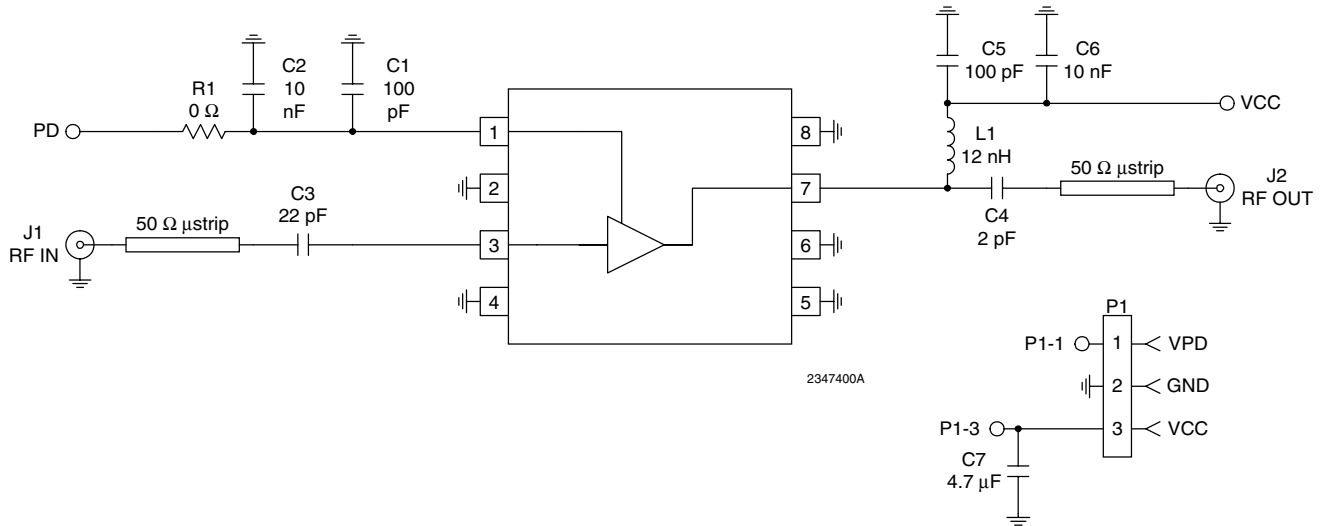 C2
10
nF
C1
100
pF
R1
0 Ω
PD
C5
100 pF
C6
10 nF
VCC
L1
12 nH
50 Ω μstrip
J2
RF OUT
C4
2 pF
C3
22 pF
50 Ω μstrip
J1
RF IN
1
2
3
4
8
7
6
5
2347400A
P1
P1-1
1
VPD
2
GND
P1-3
3
VCC
C7
4.7 μF